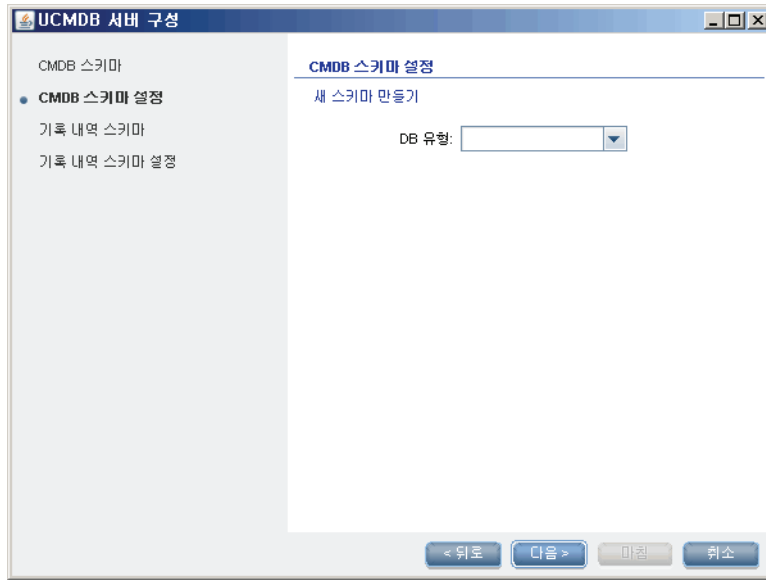 UCMDB 서버 구성
CMDB 스키마
CMDB 스키마 설정
기록 내역 스키마
기록 내역 스키마 설정
CMDB 스키마 설정
새 스키마 만들기
DB 유형:
< 뒤로
다음 >
마침
취소